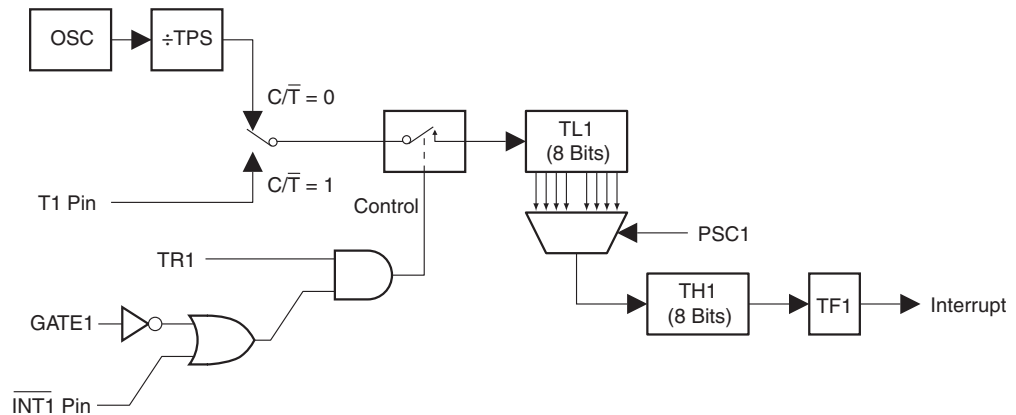 OSC
÷TPS
C/T̅ = 0
TL1
(8 Bits)
C/T̅ = 1
T1 Pin
Control
PSC1
TR1
TH1
(8 Bits)
TF1
Interrupt
GATE1
I̅N̅T̅1̅ Pin